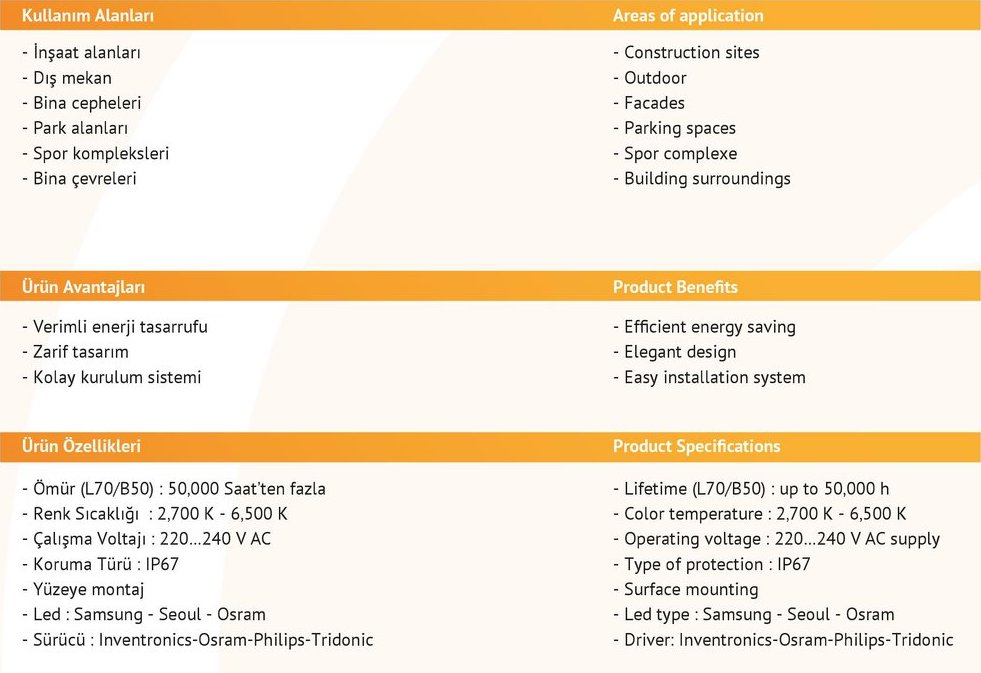 Kullanım Alanları
- İnşaat alanları
- Dış mekan
- Bina cepheleri
- Park alanları
- Spor kompleksleri
- Bina çevreleri
Areas of application
- Construction sites
- Outdoor
- Facades
- Parking spaces
- Spor complexe
- Building surroundings
Ürün Avantajları
- Verimli enerji tasarrufu
- Zarif tasarım
- Kolay kurulum sistemi
Product Benefits
- Efficient energy saving
- Elegant design
- Easy installation system
Ürün Özellikleri
- Ömür (L70/B50) : 50,000 Saat'ten fazla
- Renk Sıcaklığı : 2,700 K - 6,500 K
- Çalışma Voltajı : 220...240 V AC
- Koruma Türü : IP67
- Yüzeye montaj
- Led : Samsung - Seoul - Osram
- Sürücü : Inventronics-Osram-Philips-Tridonic
Product Specifications
- Lifetime (L70/B50) : up to 50,000 h
- Color temperature : 2,700 K - 6,500 K
- Operating voltage : 220...240 V AC supply
- Type of protection : IP67
- Surface mounting
- Led type : Samsung - Seoul - Osram
- Driver: Inventronics-Osram-Philips-Tridonic